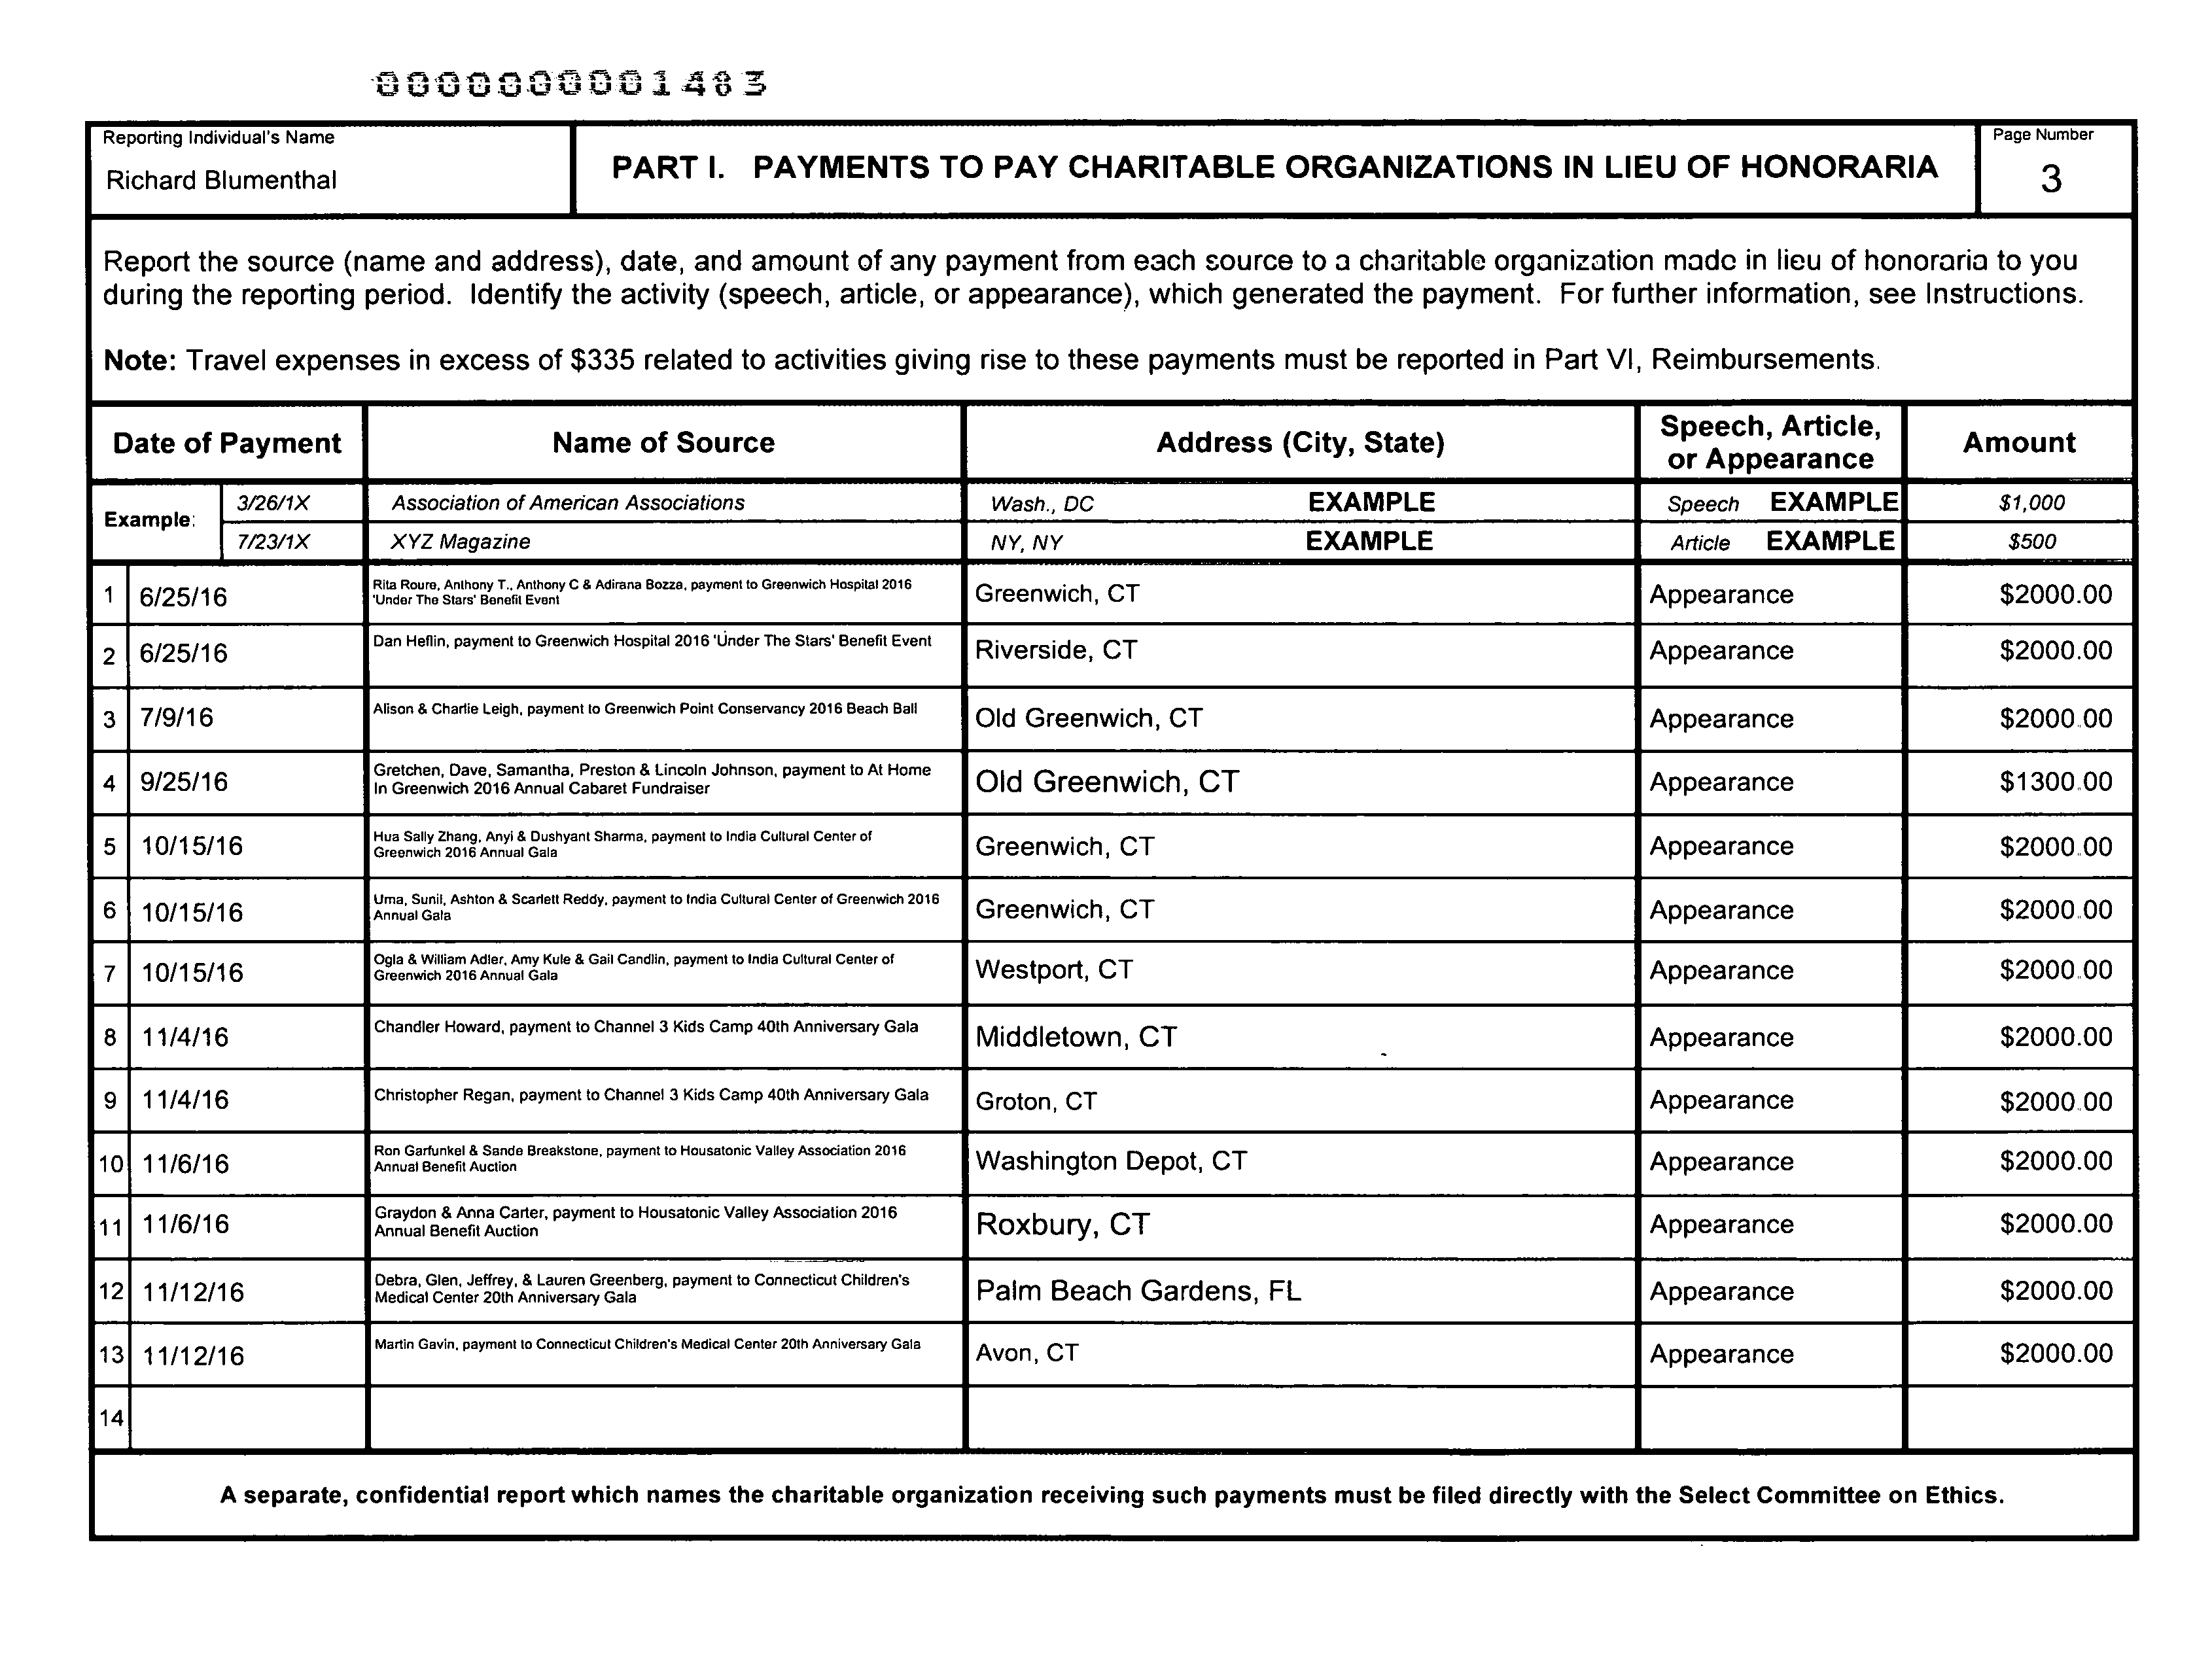 0000000001483
Reporting Individual's Name
Richard Blumenthal
PART I. PAYMENTS TO PAY CHARITABLE ORGANIZATIONS IN LIEU OF HONORARIA
Page Number
3
Report the source (name and address), date, and amount of any payment from each source to a charitable organization made in lieu of honoraria to you
during the reporting period. Identify the activity (speech, article, or appearance), which generated the payment. For further information, see Instructions.
Note: Travel expenses in excess of $335 related to activities giving rise to these payments must be reported in Part VI, Reimbursements.
Date of Payment Name of Source Address (City, State) Speech, Article, or Appearance Amount
Example: 3/26/1X Association of American Associations Wash., DC EXAMPLE Speech EXAMPLE $1,000
7/23/1X XYZ Magazine NY, NY EXAMPLE Article EXAMPLE $500
1 6/25/16 Rita Roure, Anthony T., Anthony C & Adirana Bozza, payment to Greenwich Hospital 2016
'Under The Stars' Benefit Event Greenwich, CT Appearance $2000.00
2 6/25/16 Dan Heflin, payment to Greenwich Hospital 2016 'Under The Stars' Benefit Event Riverside, CT Appearance $2000.00
3 7/9/16 Alison & Charlie Leigh, payment to Greenwich Point Conservancy 2016 Beach Ball Old Greenwich, CT Appearance $2000.00
4 9/25/16 Gretchen, Dave, Samantha, Preston & Lincoln Johnson, payment to At Home
In Greenwich 2016 Annual Cabaret Fundraiser Old Greenwich, CT Appearance $1300.00
5 10/15/16 Hua Sally Zhang, Anyi & Dushyant Sharma, payment to India Cultural Center of
Greenwich 2016 Annual Gala Greenwich, CT Appearance $2000.00
6 10/15/16 Uma, Sunil, Ashton & Scarlett Reddy, payment to India Cultural Center of Greenwich 2016
Annual Gala Greenwich, CT Appearance $2000.00
7 10/15/16 Ogla & William Adler, Amy Kule & Gail Candlin, payment to India Cultural Center of
Greenwich 2016 Annual Gala Westport, CT Appearance $2000.00
8 11/4/16 Chandler Howard, payment to Channel 3 Kids Camp 40th Anniversary Gala Middletown, CT Appearance $2000.00
9 11/4/16 Christopher Regan, payment to Channel 3 Kids Camp 40th Anniversary Gala Groton, CT Appearance $2000.00
10 11/6/16 Ron Garfunkel & Sande Breakstone, payment to Housatonic Valley Association 2016
Annual Benefit Auction Washington Depot, CT Appearance $2000.00
11 11/6/16 Graydon & Anna Carter, payment to Housatonic Valley Association 2016
Annual Benefit Auction Roxbury, CT Appearance $2000.00
12 11/12/16 Debra, Glen, Jeffrey, & Lauren Greenberg, payment to Connecticut Children's
Medical Center 20th Anniversary Gala Palm Beach Gardens, FL Appearance $2000.00
13 11/12/16 Martin Gavin, payment to Connecticut Children's Medical Center 20th Anniversary Gala Avon, CT Appearance $2000.00
14
A separate, confidential report which names the charitable organization receiving such payments must be filed directly with the Select Committee on Ethics.